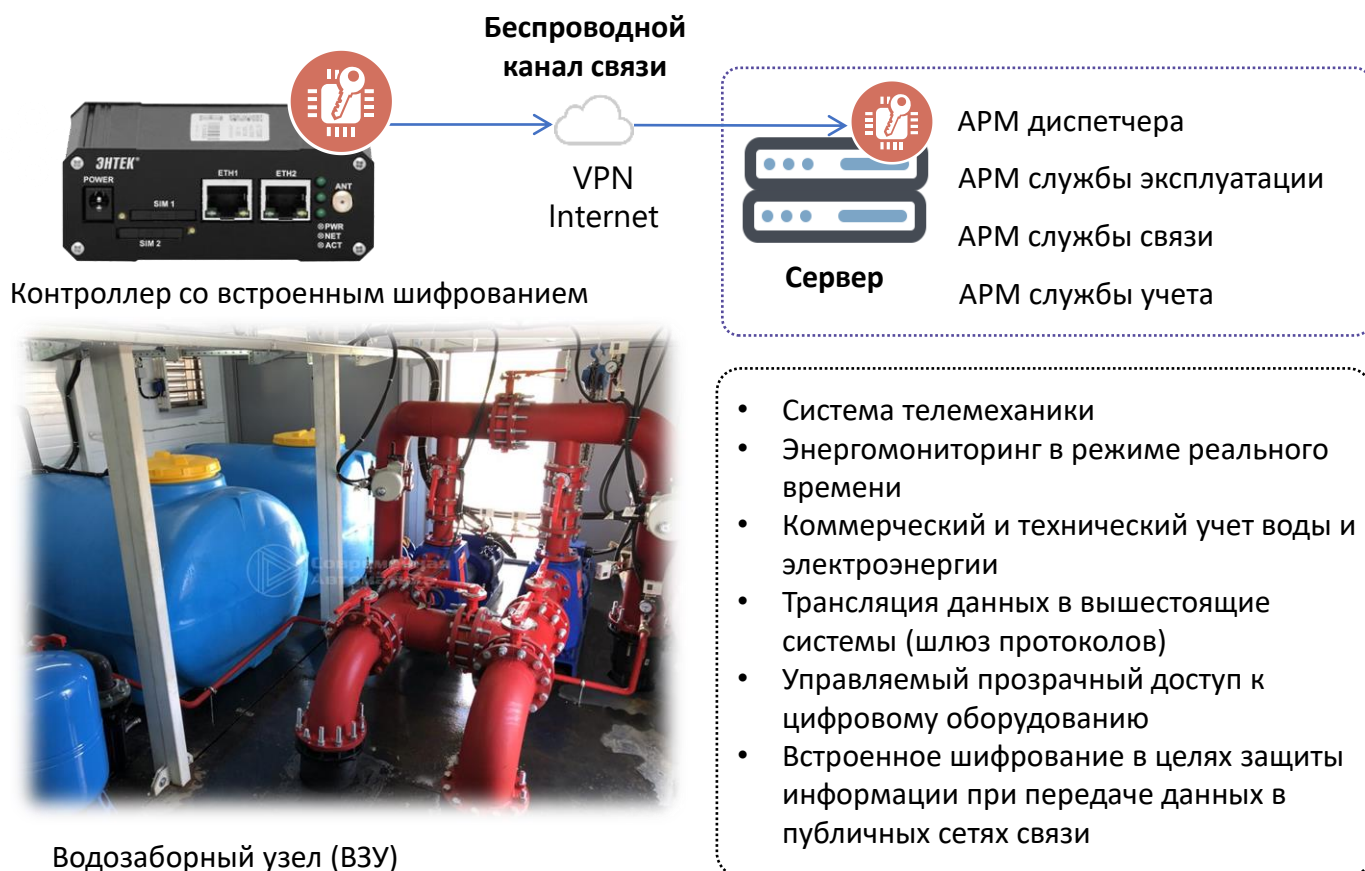 Беспроводной
канал связи
VPN
Internet
ЭНТЕК®
POWER
SIM 1
SIM 2
ETH1
ETH2
ANT
PWR
NET
ACT
Контроллер со встроенным шифрованием
Сервер
АРМ диспетчера
АРМ службы эксплуатации
АРМ службы связи
АРМ службы учета
Современная
Автоматика
Водозаборный узел (ВЗУ)
• Система телемеханики
• Энергомониторинг в режиме реального
времени
• Коммерческий и технический учет воды и
электроэнергии
• Трансляция данных в вышестоящие
системы (шлюз протоколов)
• Управляемый прозрачный доступ к
цифровому оборудованию
• Встроенное шифрование в целях защиты
информации при передаче данных в
публичных сетях связи